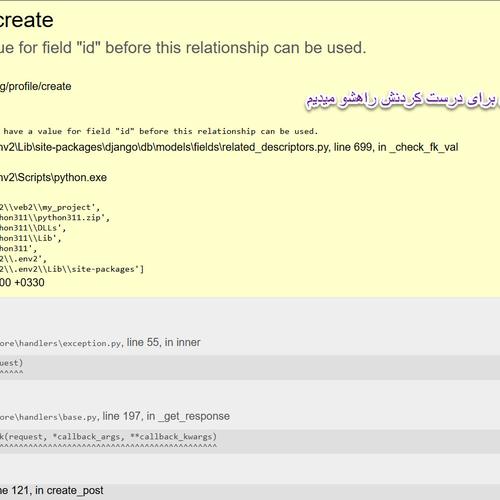 create
ue for field "id" before this relationship can be used.
g/profile/create
برای درست کردنش راهشو میدیم
have a value for field "id" before this relationship can be used.
nv2\Lib\site-packages\django\db\models\fields\related_descriptors.py, line 699, in _check_fk_val
nv2\Scripts\python.exe
2\\veb2\\my_project',
hon311\\python311.zip',
hon311\\DLLs',
hon311\\Lib',
hon311',
2\\.env2',
2\\.env2\\Lib\\site-packages']
00 +0330
ore\handlers\exception.py, line 55, in inner
uest)
^^^^^
ore\handlers\base.py, line 197, in _get_response
k(request, *callback_args, **callback_kwargs)
^^^^^^^^^^^^^^^^^^^^^^^^^^^^^^^^^^^^^^^^^^^^^
ne 121, in create_post